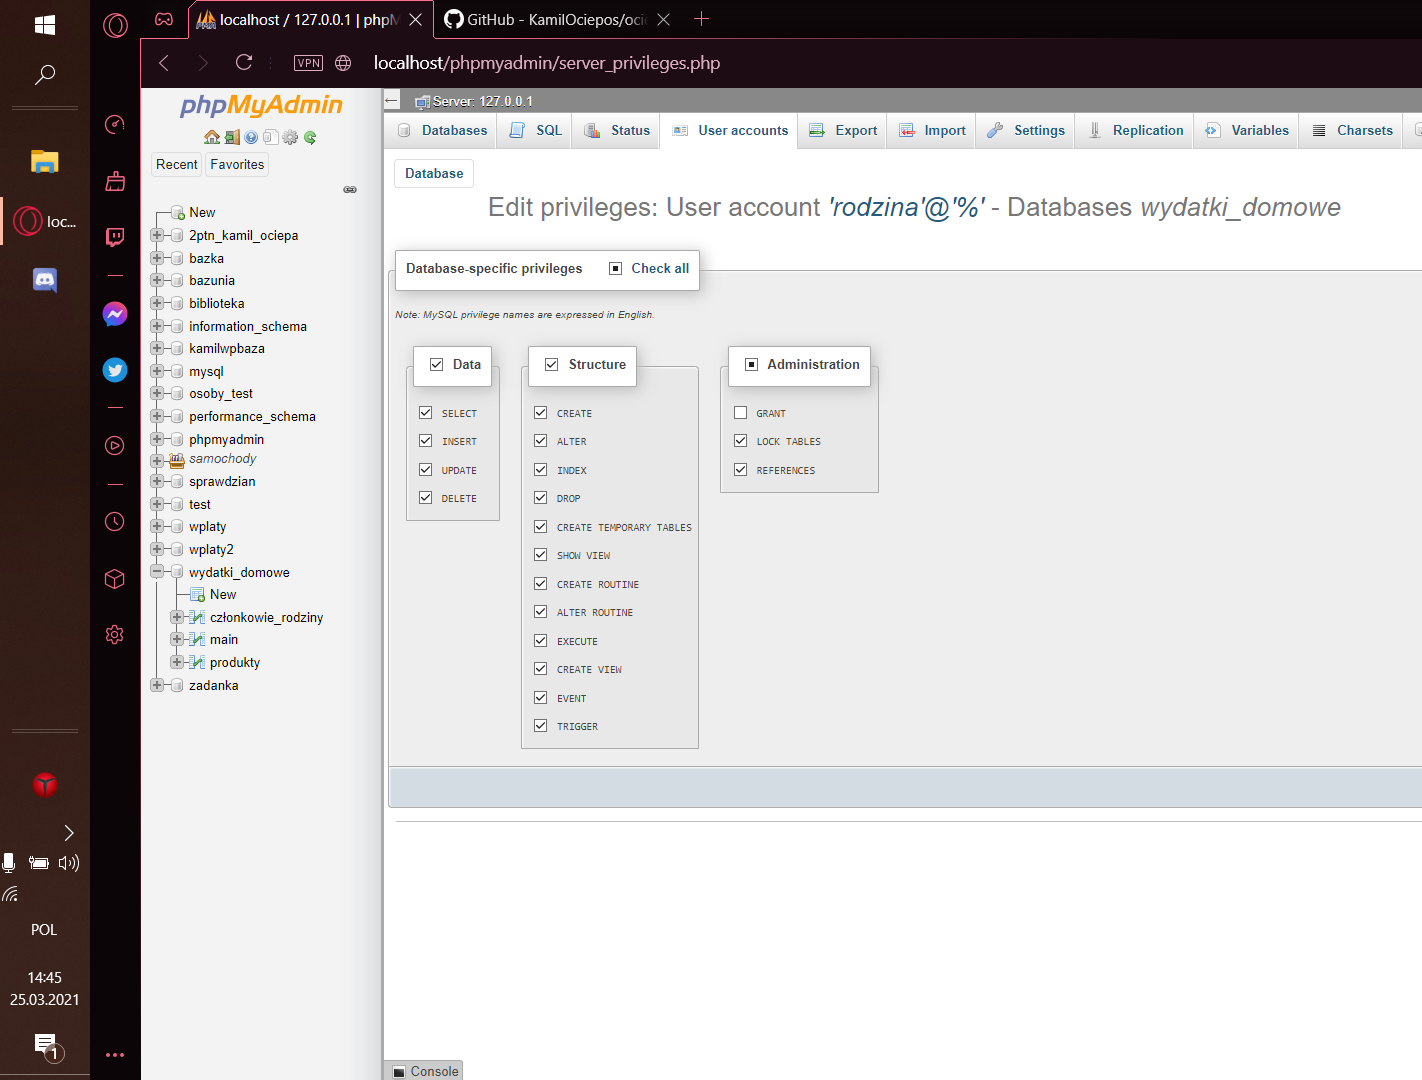 localhost / 127.0.0.1 | phpM
GitHub - KamilOciepos/oci
VPN
localhost/phpmyadmin/server_privileges.php
phpMyAdmin
Recent
Favorites
New
2ptn_kamil_ociepa
bazka
bazunia
biblioteka
information_schema
kamilwpbaza
mysql
osoby_test
performance_schema
phpmyadmin
samochody
sprawdzian
test
wplaty
wplaty2
wydatki_domowe
New
członkowie_rodziny
main
produkty
zadanka
Server: 127.0.0.1
Databases
SQL
Status
User accounts
Export
Import
Settings
Replication
Variables
Charsets
Database
Edit privileges: User account 'rodzina'@'%' - Databases wydatki_domowe
Database-specific privileges
Check all
Note: MySQL privilege names are expressed in English.
Data
SELECT
INSERT
UPDATE
DELETE
Structure
CREATE
ALTER
INDEX
DROP
CREATE TEMPORARY TABLES
SHOW VIEW
CREATE ROUTINE
ALTER ROUTINE
EXECUTE
CREATE VIEW
EVENT
TRIGGER
Administration
GRANT
LOCK TABLES
REFERENCES
Console
loc...
POL
14:45
25.03.2021
1